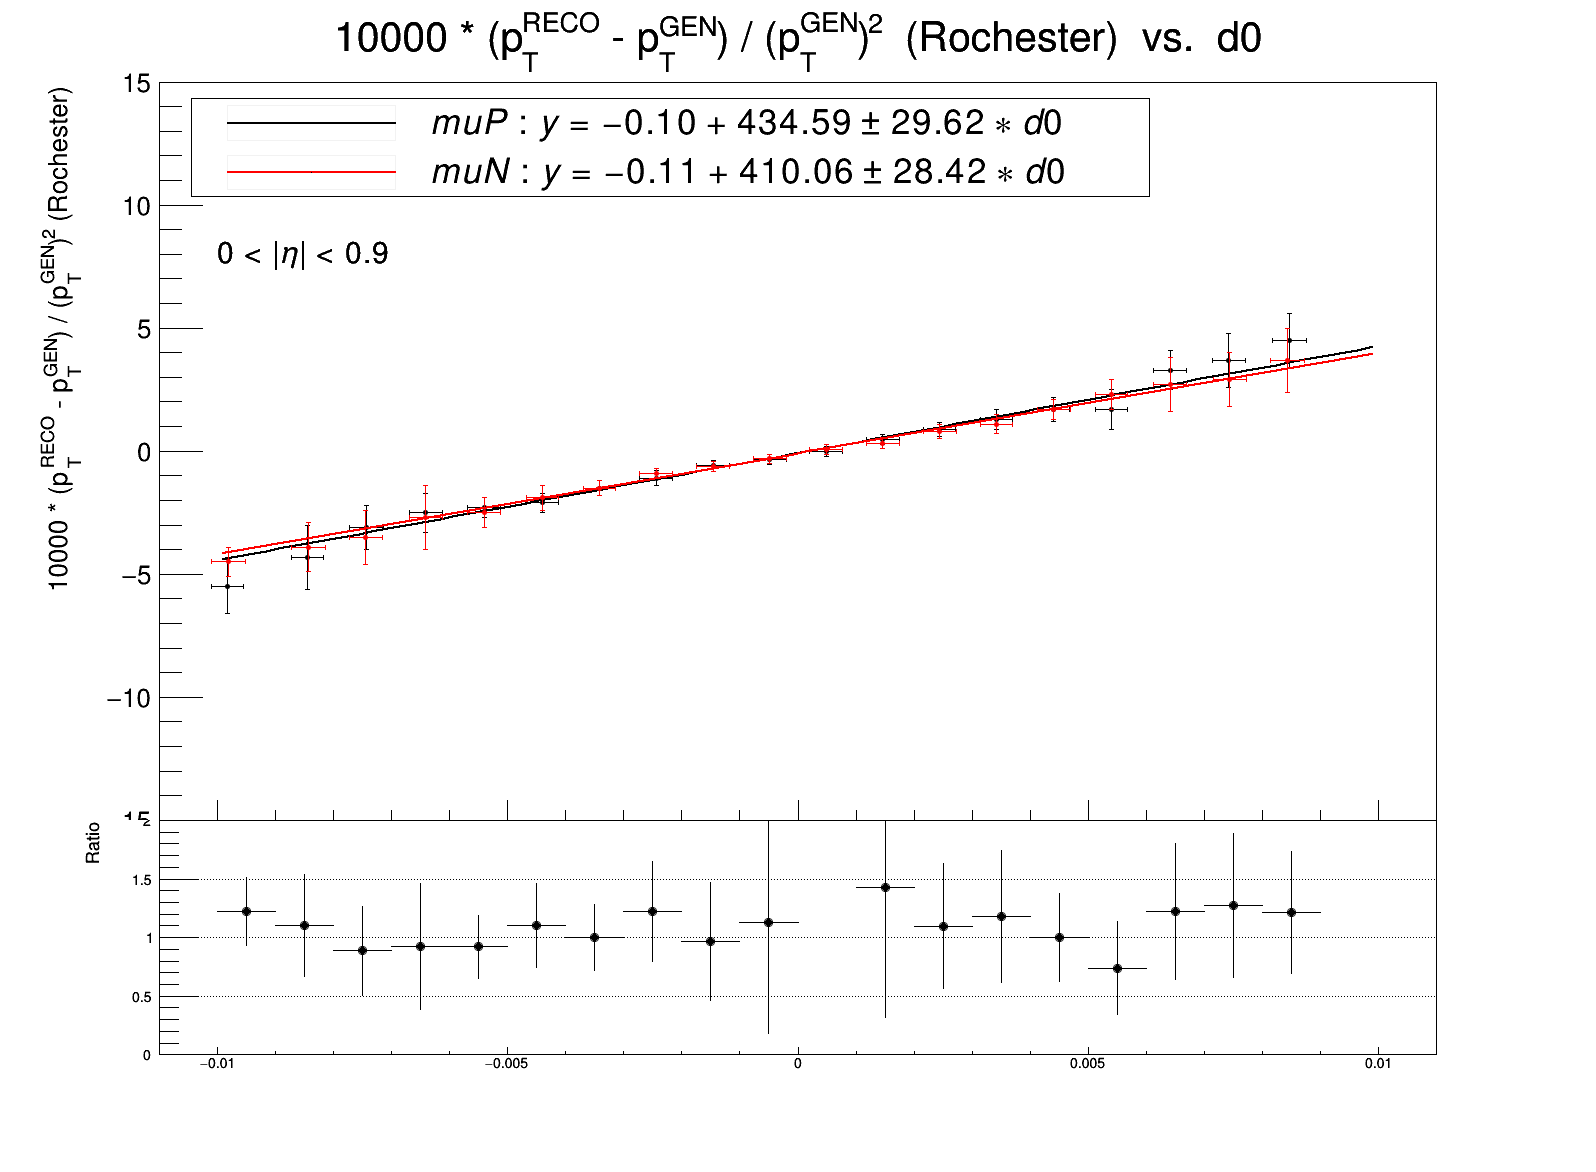 10000 * (p_T^RECO - p_T^GEN) / (p_T^GEN)^2 (Rochester) vs. d0
10000 * (p_T^RECO - p_T^GEN) / (p_T^GEN)^2 (Rochester)
muP : y = −0.10 + 434.59 ± 29.62 ∗ d0
muN : y = −0.11 + 410.06 ± 28.42 ∗ d0
0 < |η| < 0.9
15
10
5
0
−5
−10
Ratio
2
1.5
1
0.5
0
−0.01
−0.005
0
0.005
0.01